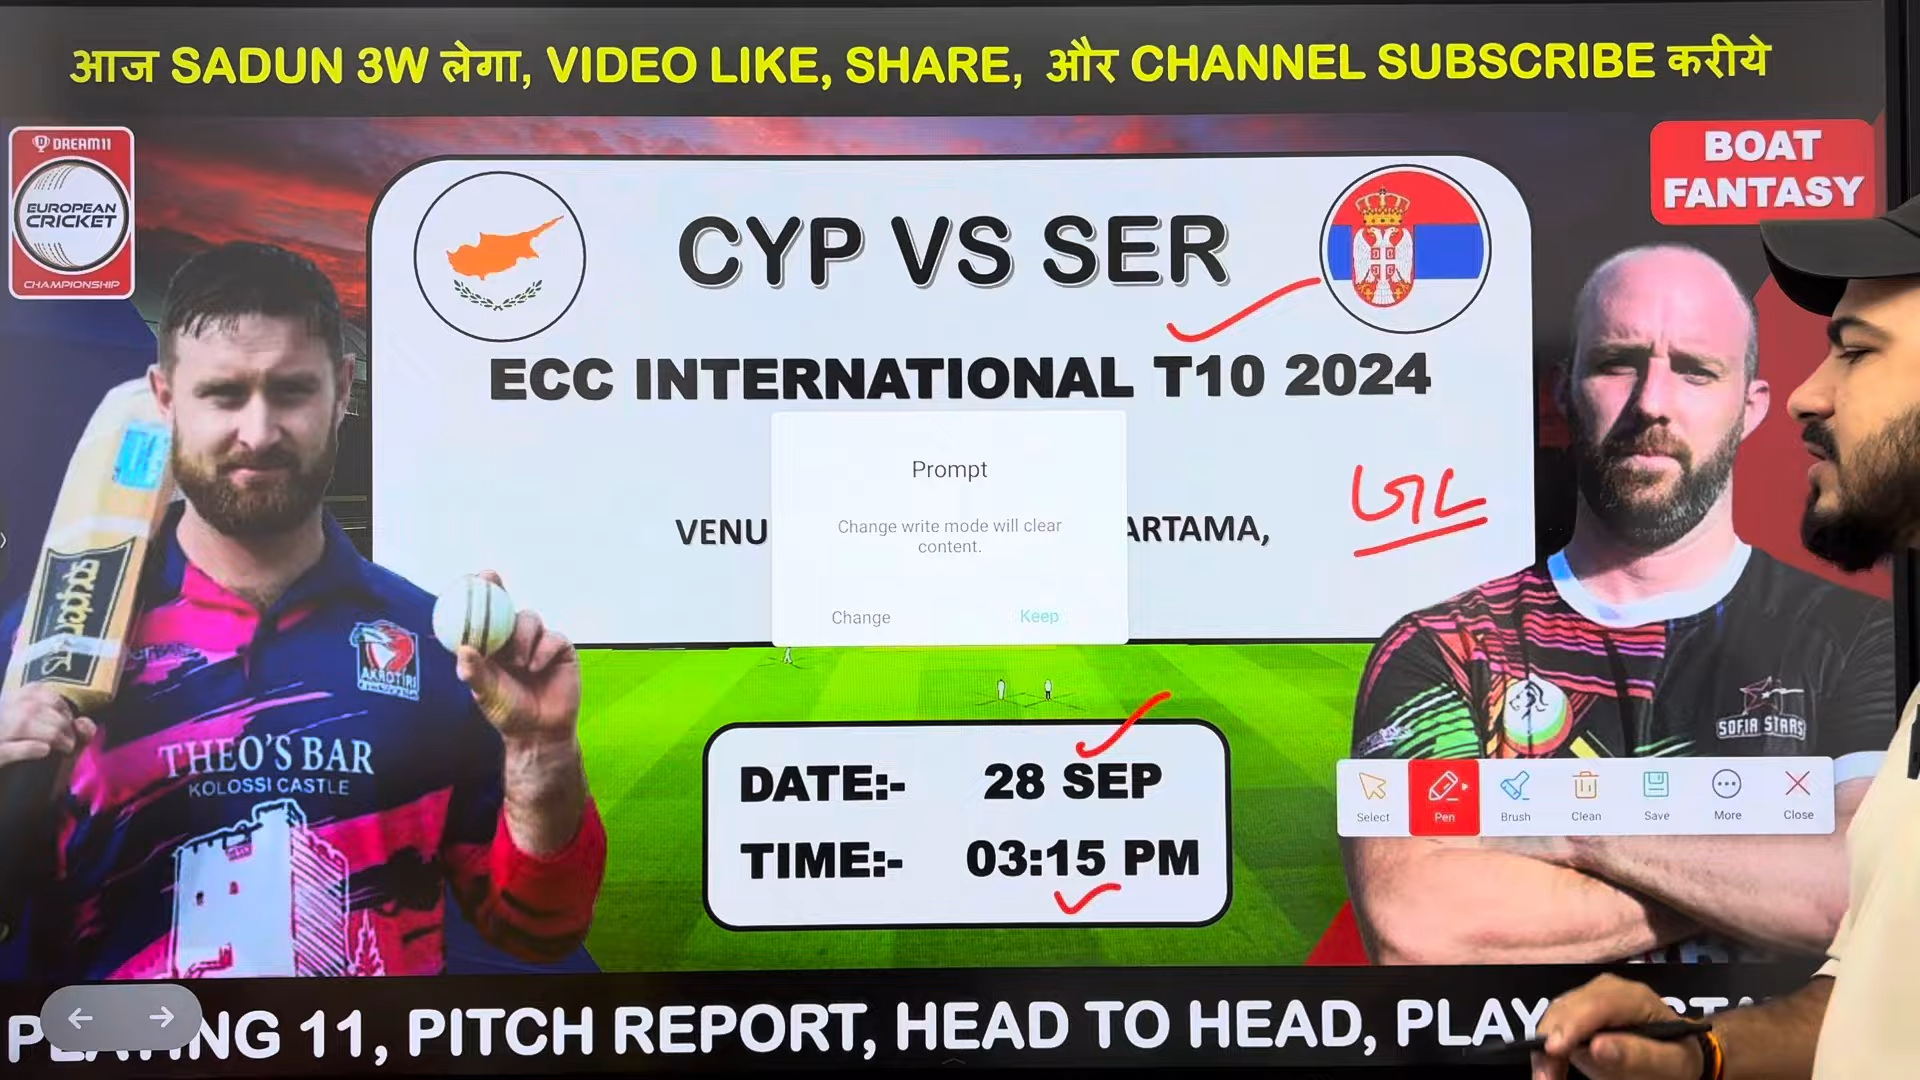 आज SADUN 3W लेगा, VIDEO LIKE, SHARE, और CHANNEL SUBSCRIBE करीये
DREAM11
EUROPEAN
CRICKET
CHAMPIONSHIP
BOAT
FANTASY
CYP VS SER
ECC INTERNATIONAL T10 2024
Prompt
Change write mode will clear
content.
Change Keep
VENU ARTAMA,
GL
AKROTIRI
THEO'S BAR
KOLOSSI CASTLE
SOFIA STARS
DATE:- 28 SEP
TIME:- 03:15 PM
Select Pen Brush Clean Save More Close
11, PITCH REPORT, HEAD TO HEAD,